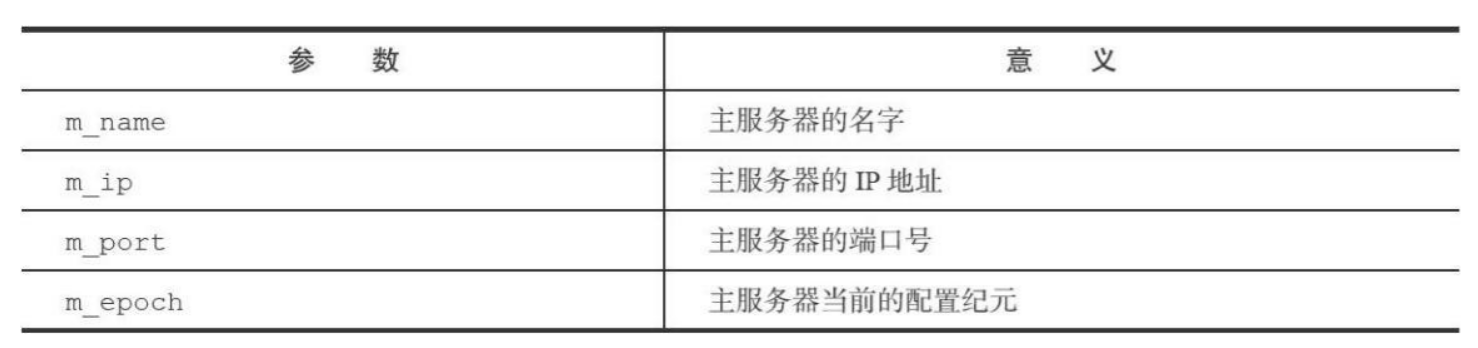 参 数 意 义
m_name 主服务器的名字
m_ip 主服务器的 IP 地址
m_port 主服务器的端口号
m_epoch 主服务器当前的配置纪元